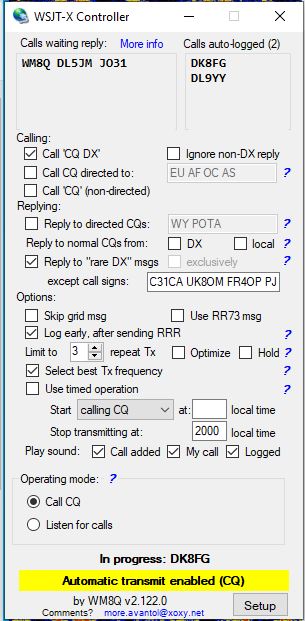 WSJT-X Controller
Calls waiting reply: More info Calls auto-logged (2)
WM8Q DL5JM JO31
DK8FG
DL9YY
Calling:
Call 'CQ DX' Ignore non-DX reply
Call CQ directed to: EU AF OC AS ?
Call 'CQ' (non-directed)
Replying:
Reply to directed CQs: WY POTA ?
Reply to normal CQs from: DX local ?
Reply to "rare DX" msgs exclusively ?
except call signs: C31CA UK8OM FR4OP PJ
Options:
Skip grid msg Use RR73 msg
Log early, after sending RRR ?
Limit to 3 repeat Tx Optimize Hold ?
Select best Tx frequency ?
Use timed operation ?
Start calling CQ at: local time
Stop transmitting at: 2000 local time
Play sound: Call added My call Logged
Operating mode: ?
Call CQ
Listen for calls
In progress: DK8FG
Automatic transmit enabled (CQ)
by WM8Q v2.122.0
Comments? more.avantol@xoxy.net Setup